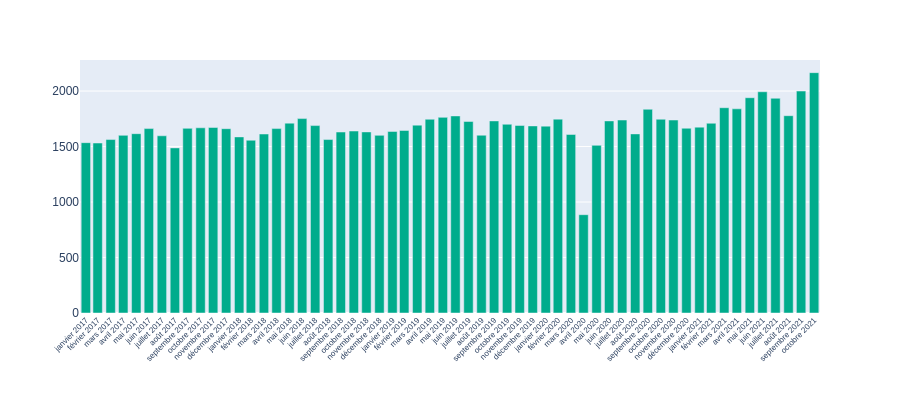 2000
1500
1000
500
0
janvier 2017
février 2017
mars 2017
avril 2017
mai 2017
juin 2017
juillet 2017
août 2017
septembre 2017
octobre 2017
novembre 2017
décembre 2017
janvier 2018
février 2018
mars 2018
avril 2018
mai 2018
juin 2018
juillet 2018
août 2018
septembre 2018
octobre 2018
novembre 2018
décembre 2018
janvier 2019
février 2019
mars 2019
avril 2019
mai 2019
juin 2019
juillet 2019
août 2019
septembre 2019
octobre 2019
novembre 2019
décembre 2019
janvier 2020
février 2020
mars 2020
avril 2020
mai 2020
juin 2020
juillet 2020
août 2020
septembre 2020
octobre 2020
novembre 2020
décembre 2020
janvier 2021
février 2021
mars 2021
avril 2021
mai 2021
juin 2021
juillet 2021
août 2021
septembre 2021
octobre 2021